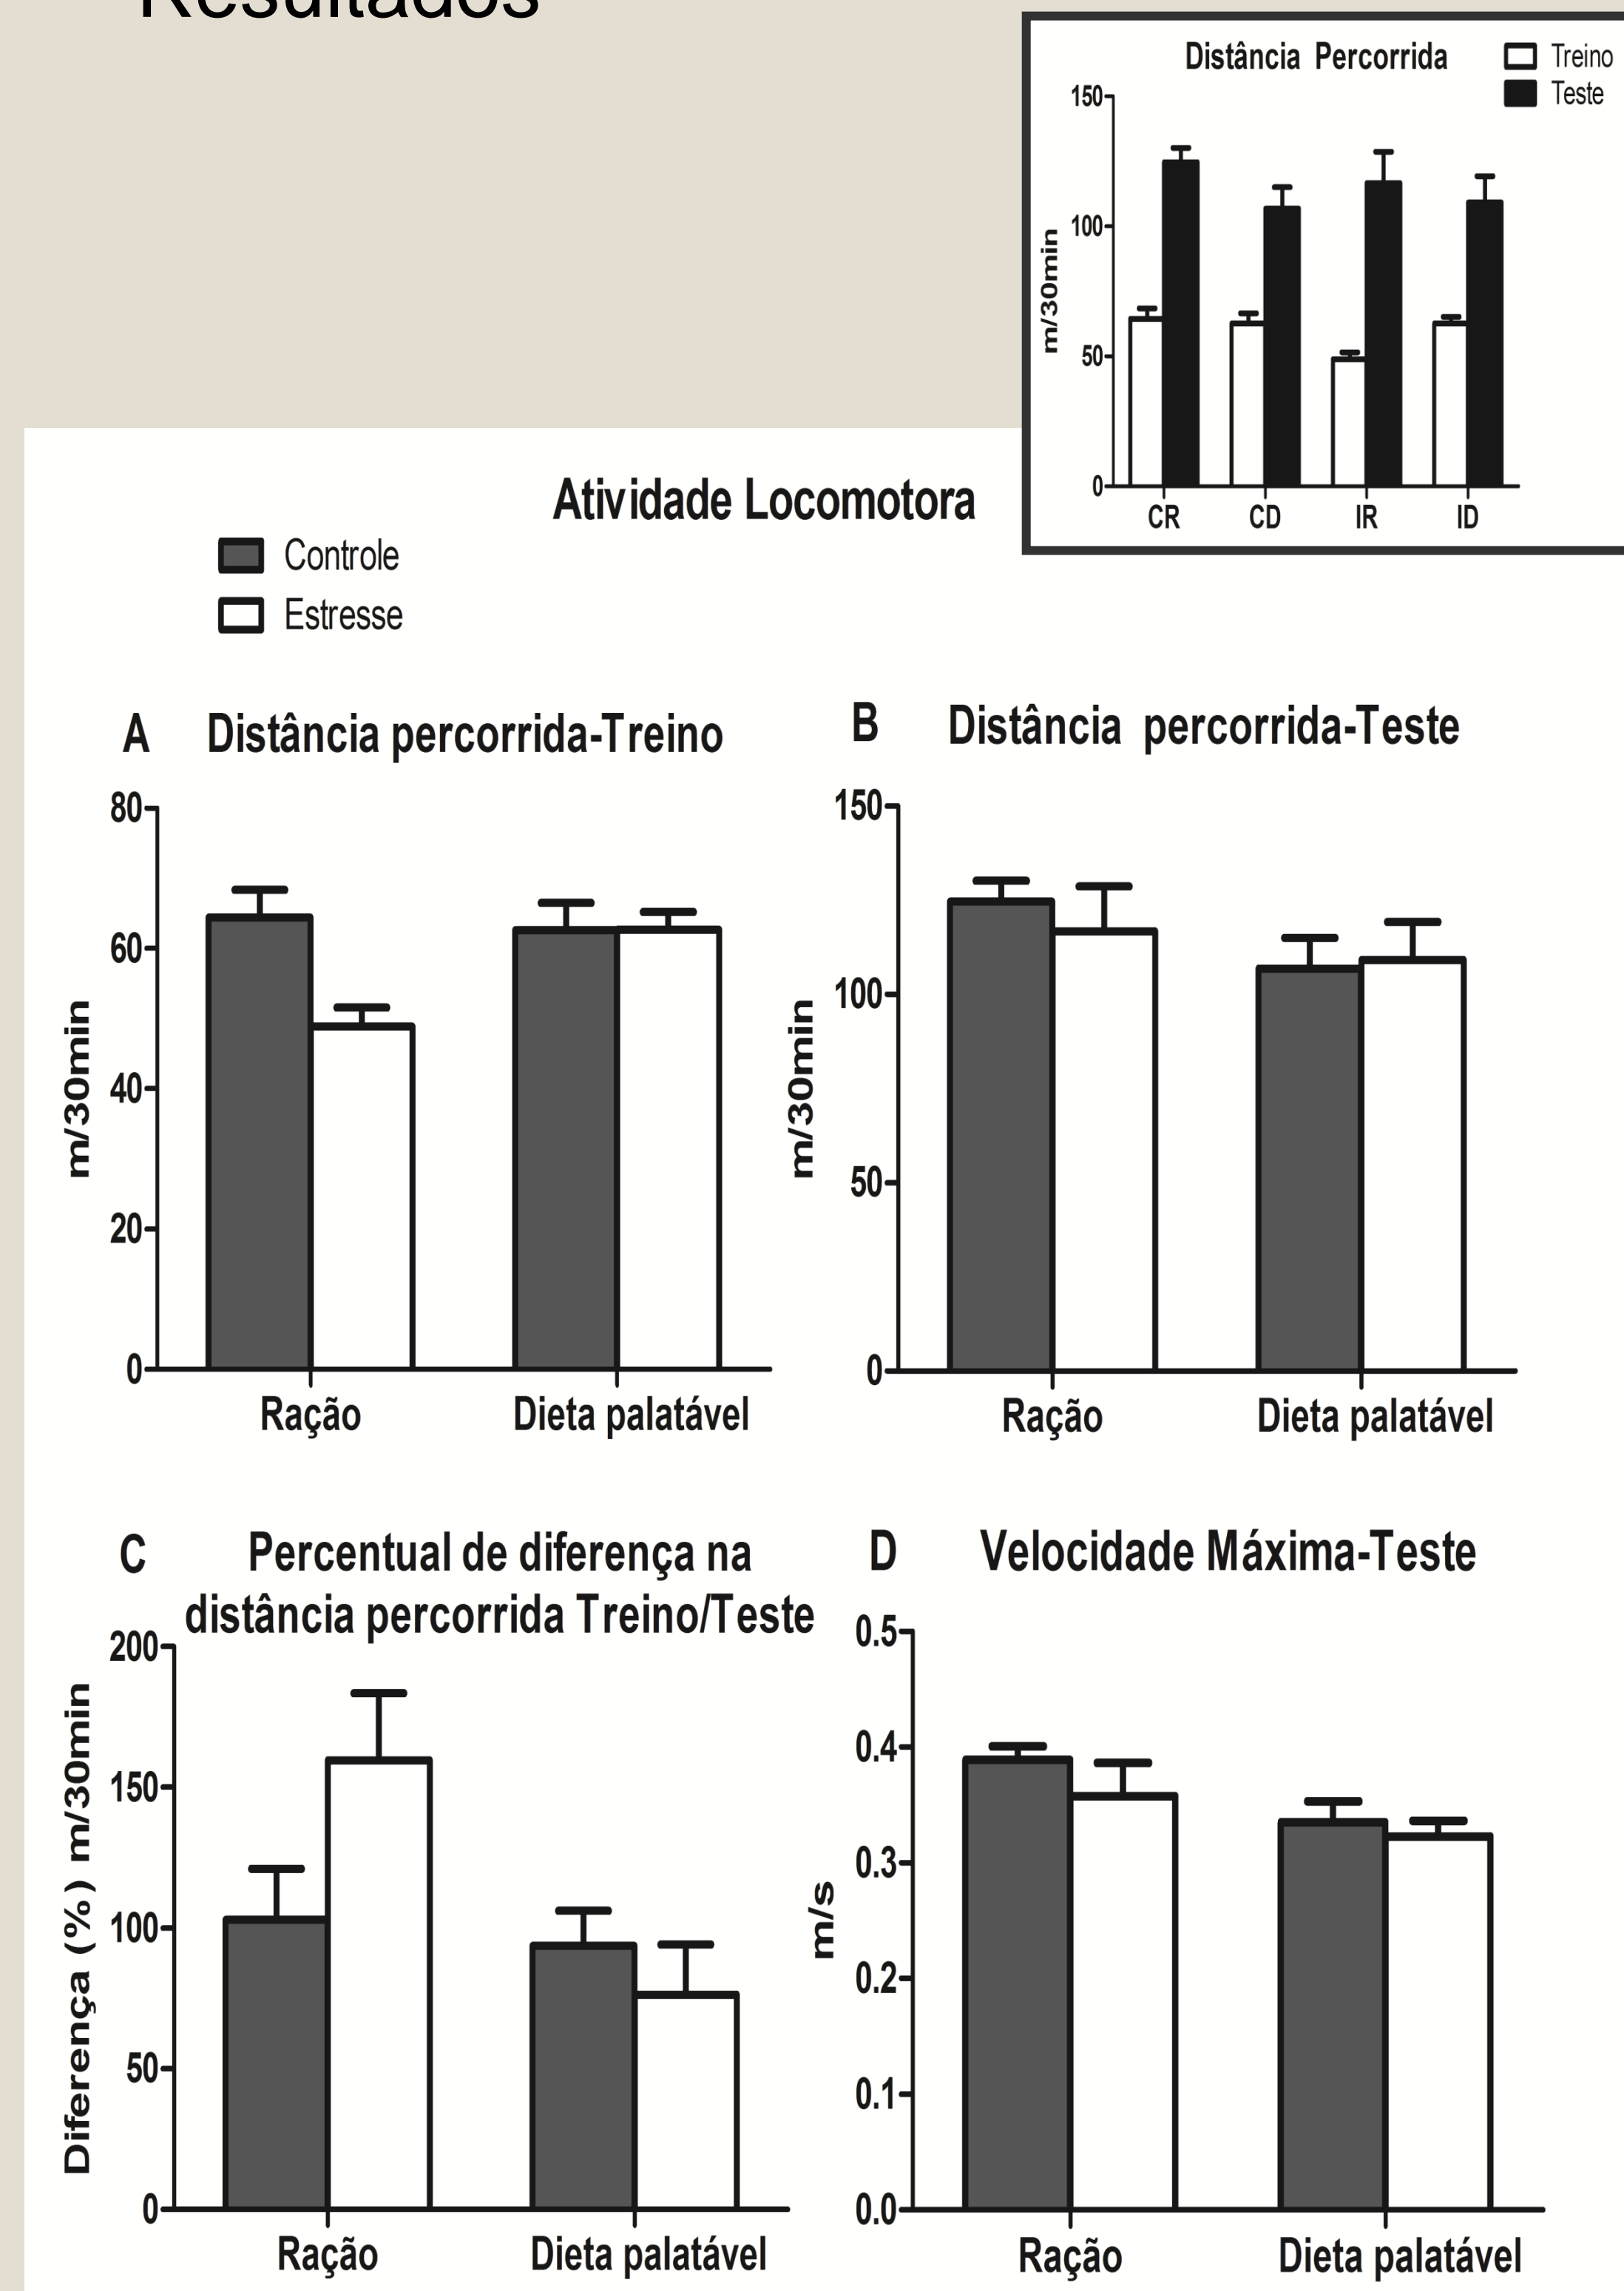 Resultados
Distância Percorrida
Treino
Teste
150
100
50
0
m/30min
CR CD IR ID
Atividade Locomotora
Controle
Estresse
A Distância percorrida-Treino
80
60
40
20
0
m/30min
Ração Dieta palatável
B Distância percorrida-Teste
150
100
50
0
m/30min
Ração Dieta palatável
C Percentual de diferença na
distância percorrida Treino/Teste
200
150
100
50
0
Diferença (%) m/30min
Ração Dieta palatável
D Velocidade Máxima-Teste
0.5
0.4
0.3
0.2
0.1
0.0
m/s
Ração Dieta palatável